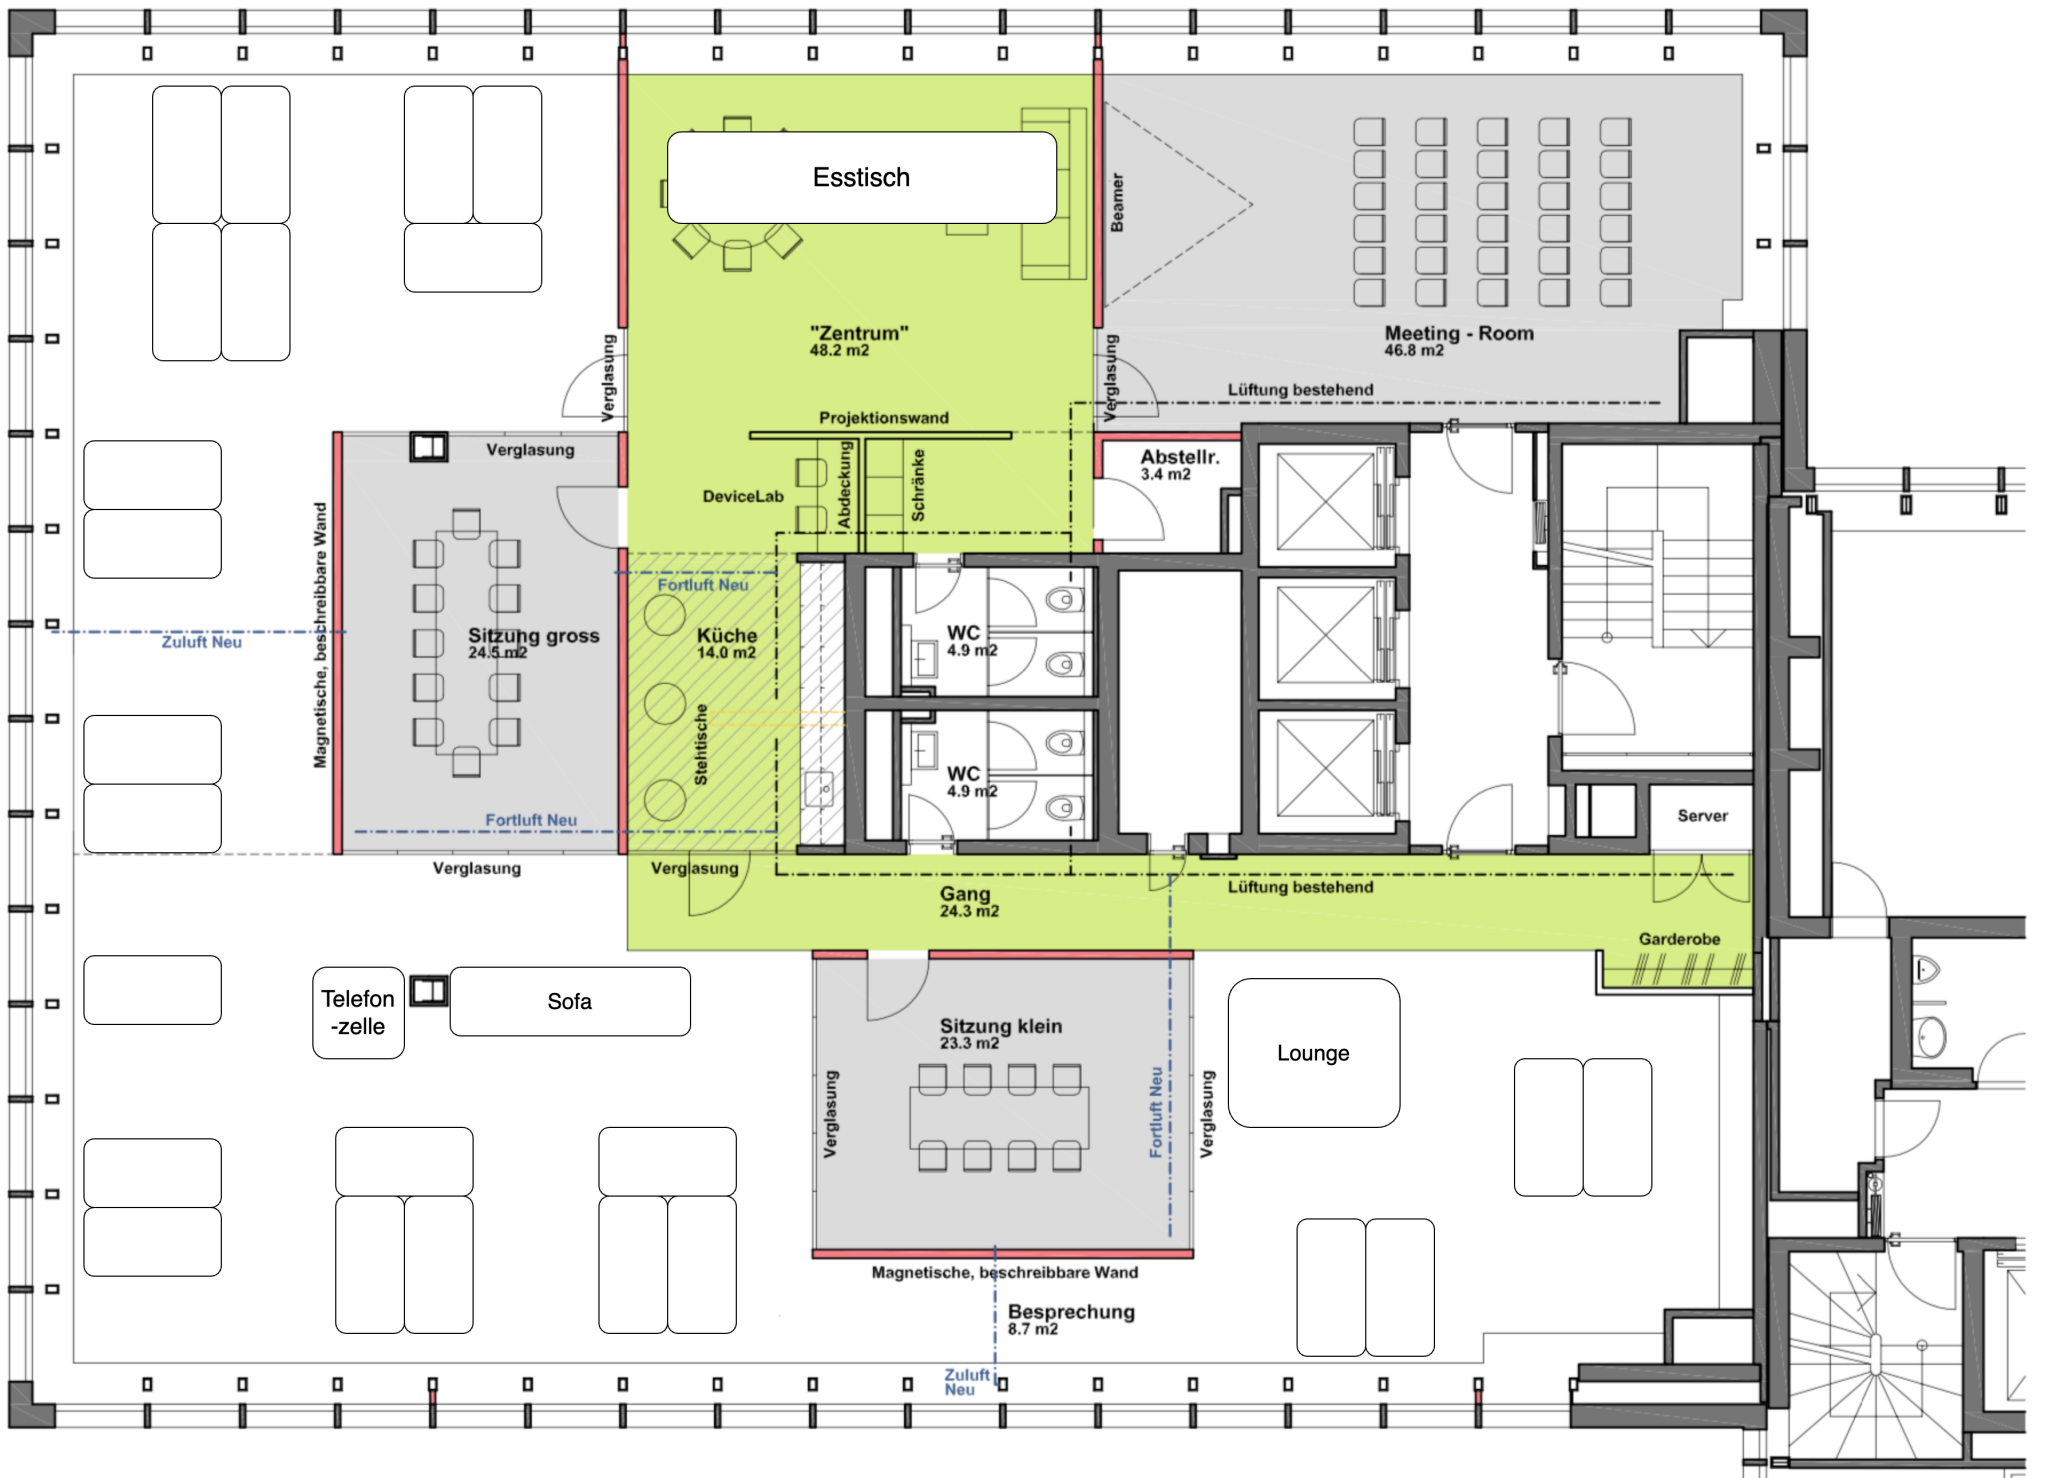 Esstisch
Beamer
"Zentrum"
48.2 m2
Meeting - Room
46.8 m2
Verglasung
Verglasung
Lüftung bestehend
Projektionswand
Verglasung
Abstellr.
3.4 m2
DeviceLab
Abdeckung
Schränke
Magnetische, beschreibbare Wand
Fortluft Neu
Zuluft Neu
Sitzung gross
24.5 m2
Küche
14.0 m2
WC
4.9 m2
Stehtische
WC
4.9 m2
Fortluft Neu
Server
Verglasung
Verglasung
Gang
24.3 m2
Lüftung bestehend
Garderobe
Telefon
-zelle
Sofa
Sitzung klein
23.3 m2
Lounge
Verglasung
Fortluft Neu
Verglasung
Magnetische, beschreibbare Wand
Besprechung
8.7 m2
Zuluft
Neu